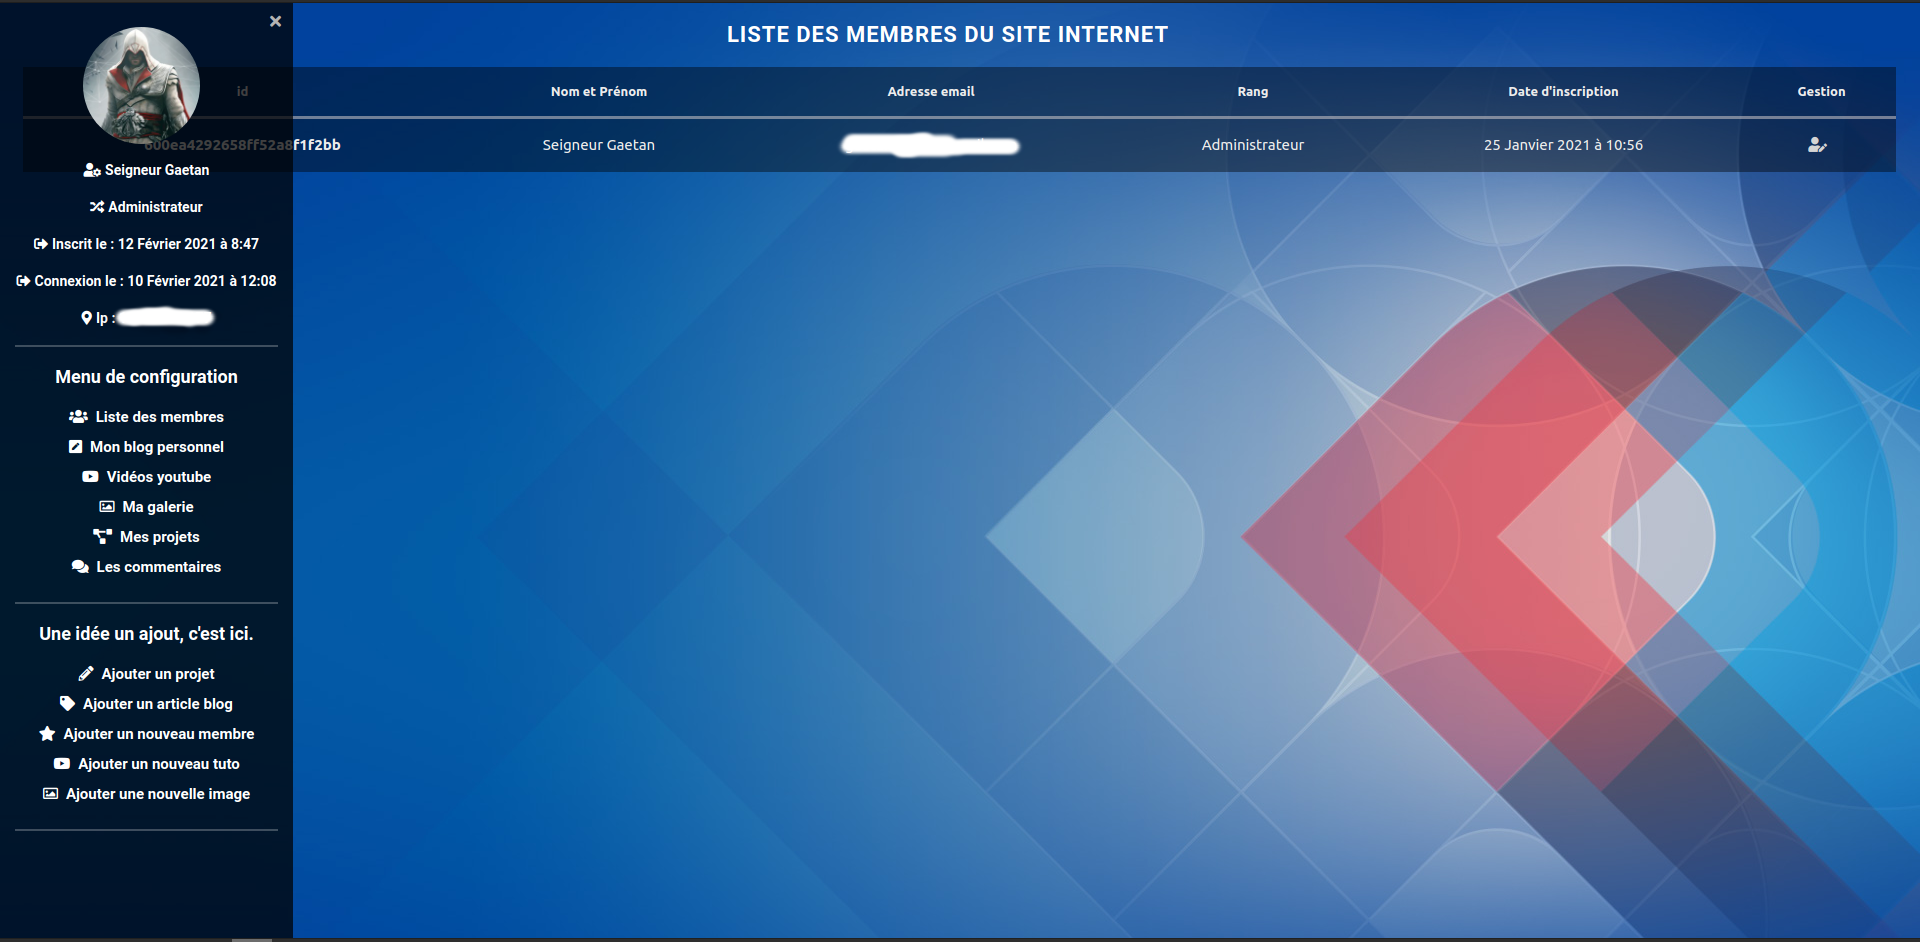 ×
Seigneur Gaetan
Administrateur
Inscrit le : 12 Février 2021 à 8:47
Connexion le : 10 Février 2021 à 12:08
Ip :
Menu de configuration
Liste des membres
Mon blog personnel
Vidéos youtube
Ma galerie
Mes projets
Les commentaires
Une idée un ajout, c'est ici.
Ajouter un projet
Ajouter un article blog
Ajouter un nouveau membre
Ajouter un nouveau tuto
Ajouter une nouvelle image
LISTE DES MEMBRES DU SITE INTERNET
id Nom et Prénom Adresse email Rang Date d'inscription Gestion
600ea4292658ff52a8f1f2bb Seigneur Gaetan Administrateur 25 Janvier 2021 à 10:56